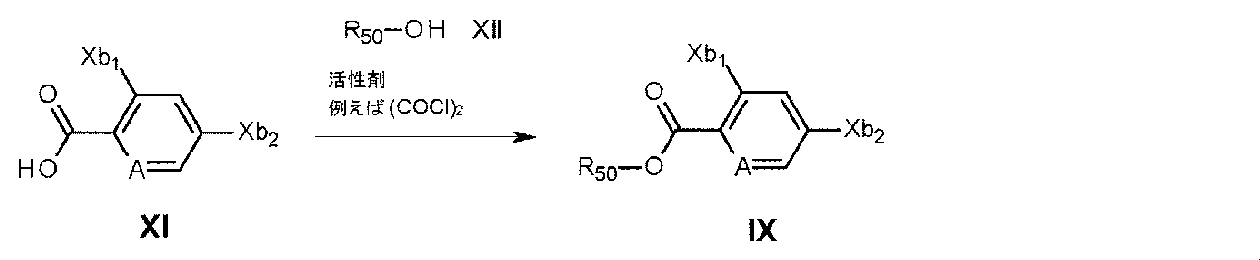 R50-OH XII
活性剤
例えば (COCl)2
Xb1
O
HO
A
Xb2
XI
Xb1
O
R50-O
A
Xb2
IX